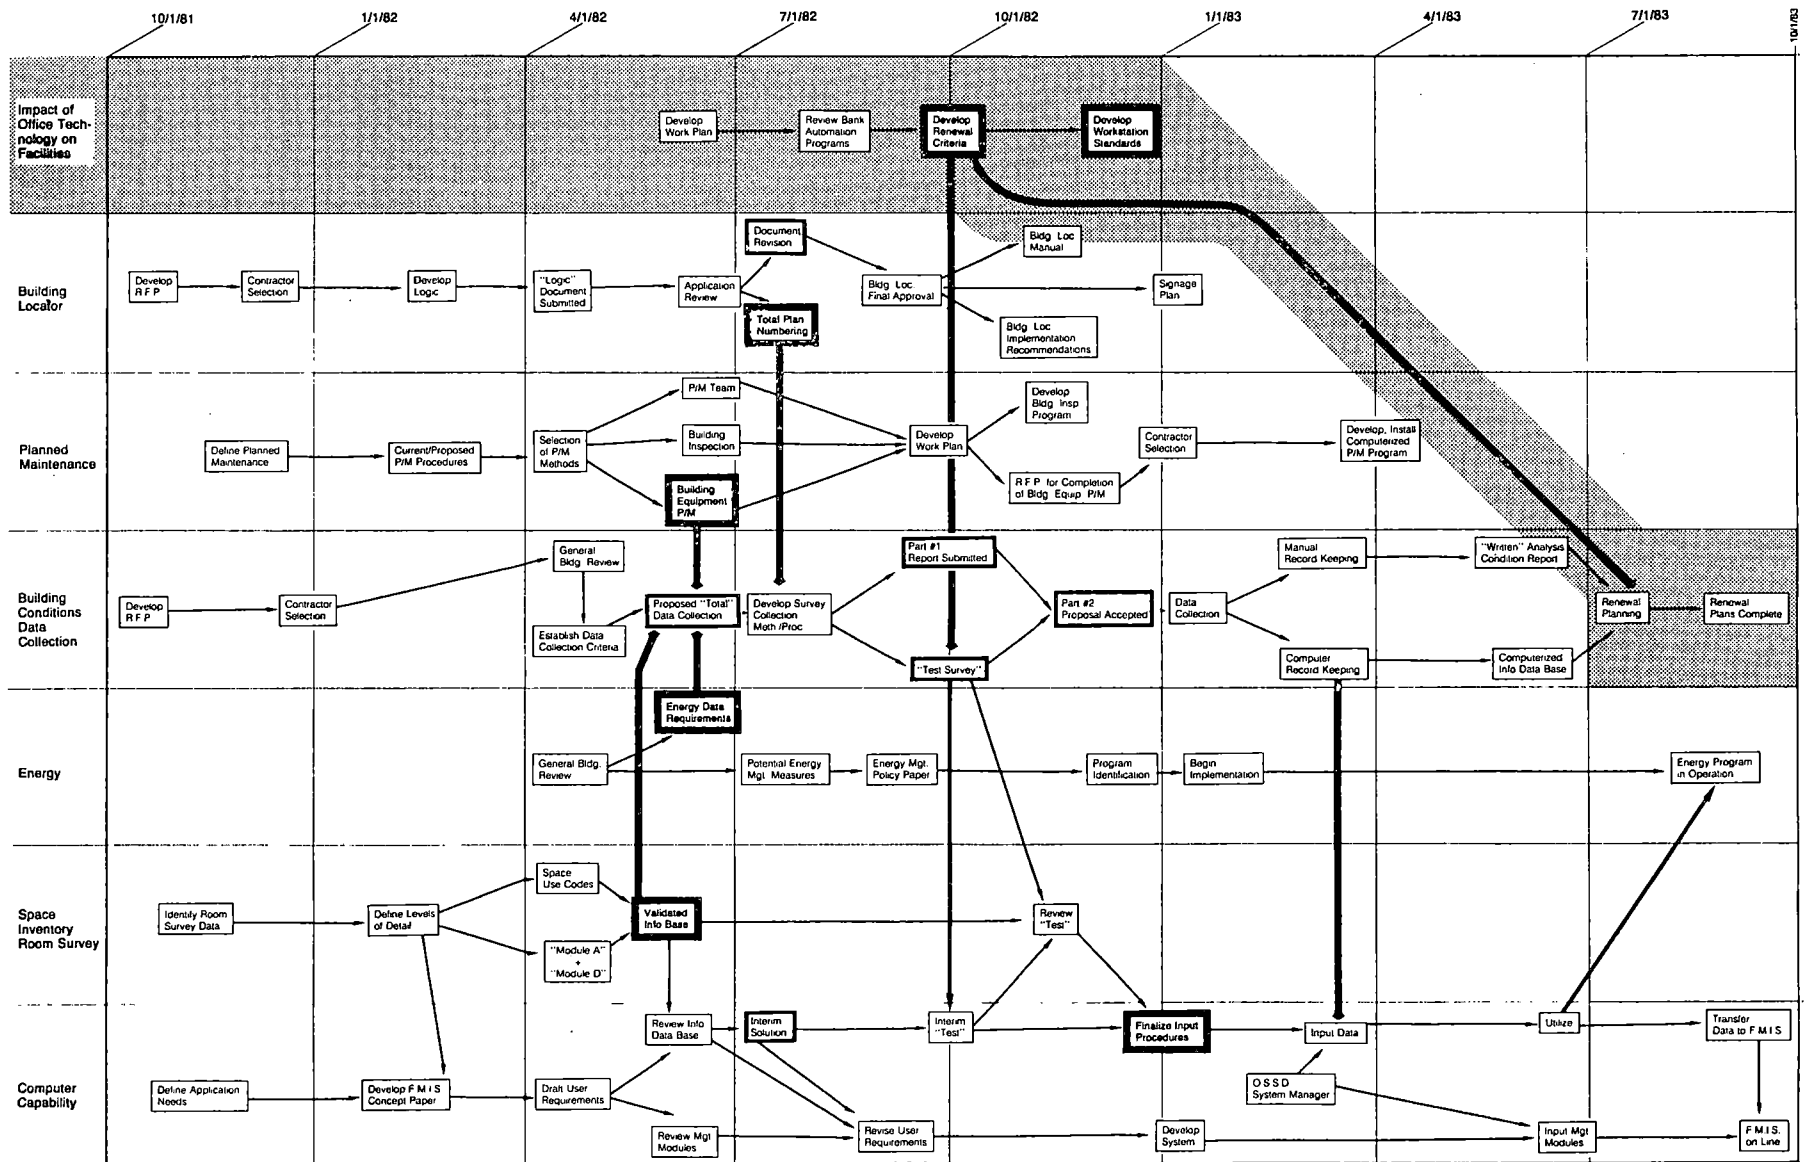 10/1/81
1/1/82
4/1/82
7/1/82
10/1/82
1/1/83
4/1/83
7/1/83
10/1/83
Impact of
Office Tech-
nology on
Facilities
Develop
Work Plan
Review Bank
Automation
Programs
Develop
Renewal
Criteria
Develop
Workstation
Standards
Building
Locator
Develop
R F P
Contractor
Selection
Develop
Logic
"Logic"
Document
Submitted
Application
Review
Document
Revision
Total Plan
Numbering
Bldg Loc
Final Approval
Bldg Loc
Manual
Signage
Plan
Bldg Loc
Implementation
Recommendations
Planned
Maintenance
Define Planned
Maintenance
Current/Proposed
P/M Procedures
Selection
of P/M
Methods
P/M Team
Building
Inspection
Building
Equipment
P/M
Develop
Work Plan
Develop
Bldg Insp
Program
R F P for Completion
of Bldg Equip P/M
Contractor
Selection
Develop, Install
Computerized
P/M Program
Building
Conditions
Data
Collection
Develop
R F P
Contractor
Selection
General
Bldg Review
Establish Data
Collection Criteria
Proposed "Total"
Data Collection
Develop Survey
Collection
Meth /Proc
Part #1
Report Submitted
"Test Survey"
Part #2
Proposal Accepted
Data
Collection
Manual
Record Keeping
Computer
Record Keeping
"Written" Analysis
Condition Report
Computerized
Info Data Base
Renewal
Planning
Renewal
Plans Complete
Energy
Energy Data
Requirements
General Bldg.
Review
Potential Energy
Mgt Measures
Energy Mgt.
Policy Paper
Program
Identification
Begin
Implementation
Energy Program
in Operation
Space
Inventory
Room Survey
Identify Room
Survey Data
Define Levels
of Detail
Space
Use Codes
"Module A"
+
"Module D"
Validated
Info Base
Review
"Test"
Computer
Capability
Define Application
Needs
Develop F M I S
Concept Paper
Draft User
Requirements
Review Info
Data Base
Review Mgt
Modules
Interim
Solution
Revise User
Requirements
Interim
"Test"
Finalize Input
Procedures
Develop
System
Input Data
O S S D
System Manager
Utilize
Input Mgt
Modules
Transfer
Data to F M I S
F.M.I.S.
on Line